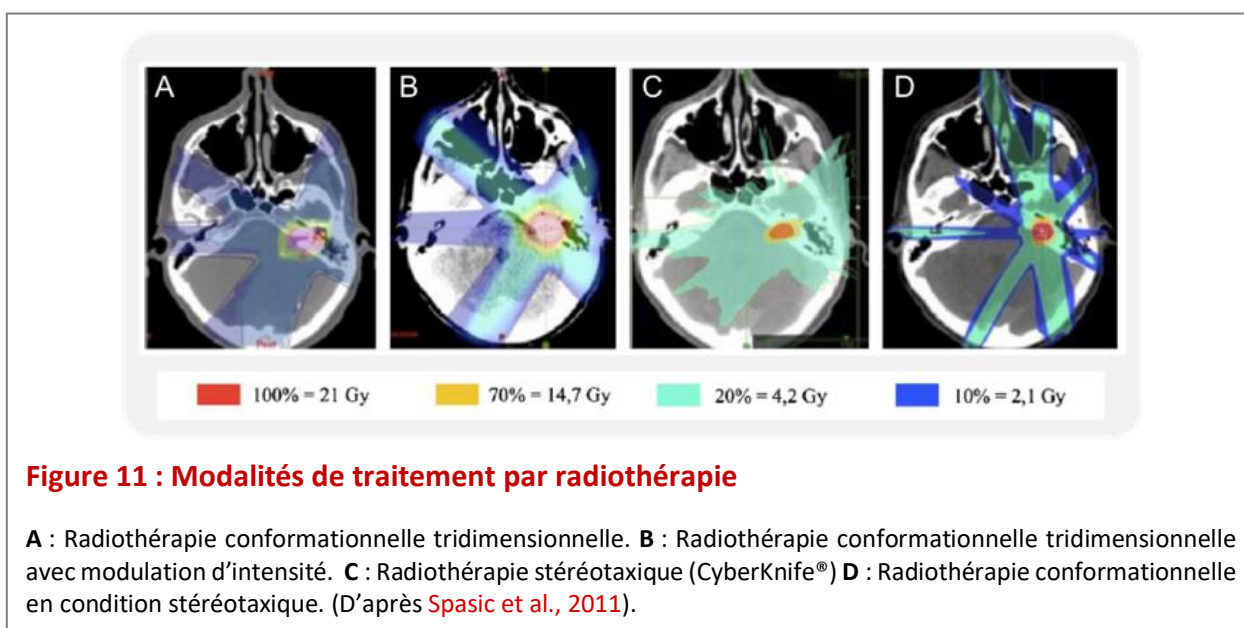 A B C D
100% = 21 Gy 70% = 14,7 Gy 20% = 4,2 Gy 10% = 2,1 Gy
Figure 11 : Modalités de traitement par radiothérapie
A : Radiothérapie conformationnelle tridimensionnelle. B : Radiothérapie conformationnelle tridimensionnelle
avec modulation d’intensité. C : Radiothérapie stéréotaxique (CyberKnife®) D : Radiothérapie conformationnelle
en condition stéréotaxique. (D’après Spasic et al., 2011).